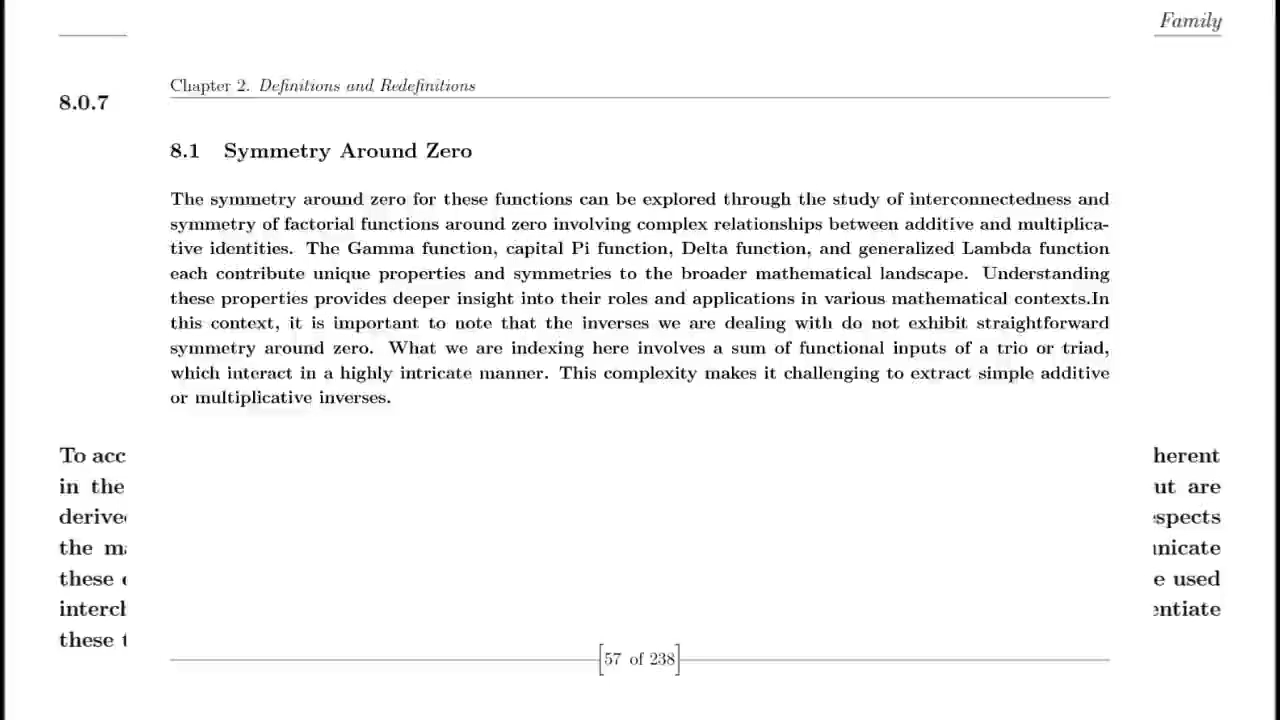 Family
Chapter 2. Definitions and Redefinitions
8.0.7
8.1 Symmetry Around Zero
The symmetry around zero for these functions can be explored through the study of interconnectedness and
symmetry of factorial functions around zero involving complex relationships between additive and multiplica-
tive identities. The Gamma function, capital Pi function, Delta function, and generalized Lambda function
each contribute unique properties and symmetries to the broader mathematical landscape. Understanding
these properties provides deeper insight into their roles and applications in various mathematical contexts.In
this context, it is important to note that the inverses we are dealing with do not exhibit straightforward
symmetry around zero. What we are indexing here involves a sum of functional inputs of a trio or triad,
which interact in a highly intricate manner. This complexity makes it challenging to extract simple additive
or multiplicative inverses.
To acc herent
in the ut are
derive spects
the m nicate
these e used
interch entiate
these t
[57 of 238]